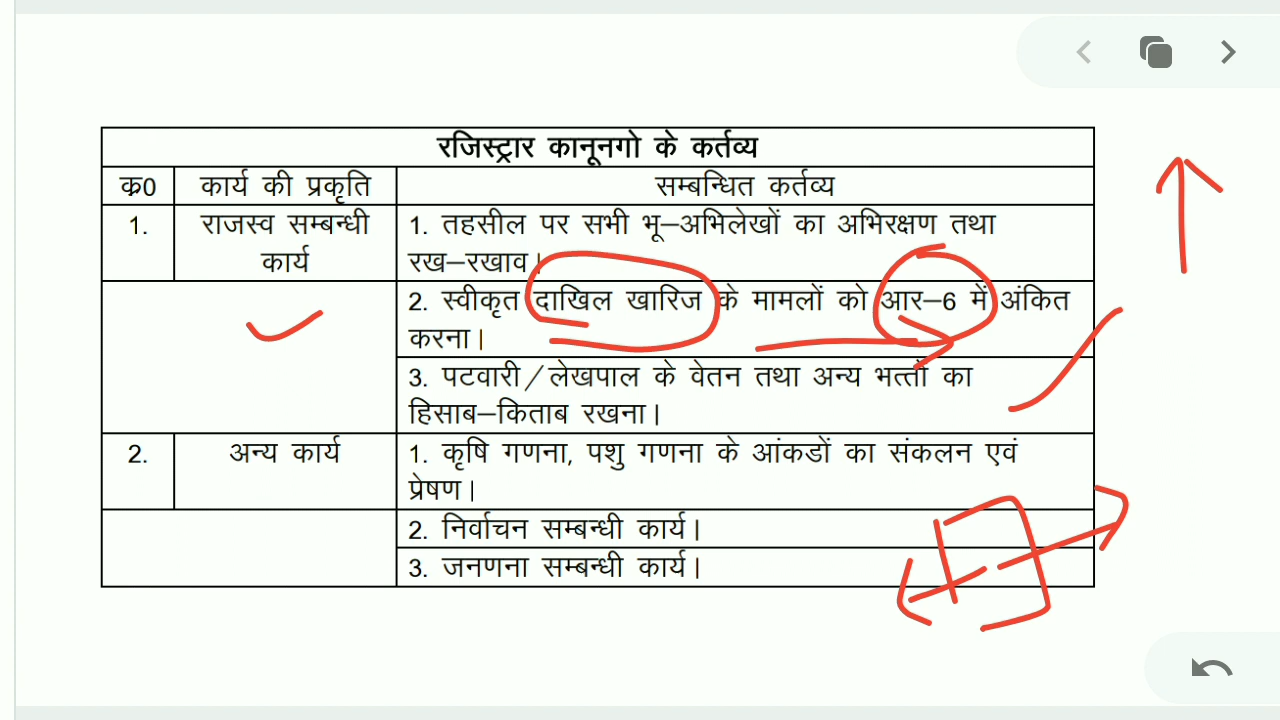 रजिस्ट्रार कानूनगो के कर्तव्य
क्र0 कार्य की प्रकृति सम्बन्धित कर्तव्य
1. राजस्व सम्बन्धी कार्य
1. तहसील पर सभी भू–अभिलेखों का अभिरक्षण तथा
रख–रखाव।
2. स्वीकृत दाखिल खारिज के मामलों को आर–6 में अंकित
करना।
3. पटवारी/लेखपाल के वेतन तथा अन्य भत्तों का
हिसाब–किताब रखना।
2. अन्य कार्य
1. कृषि गणना, पशु गणना के आंकडों का संकलन एवं
प्रेषण।
2. निर्वाचन सम्बन्धी कार्य।
3. जनणना सम्बन्धी कार्य।